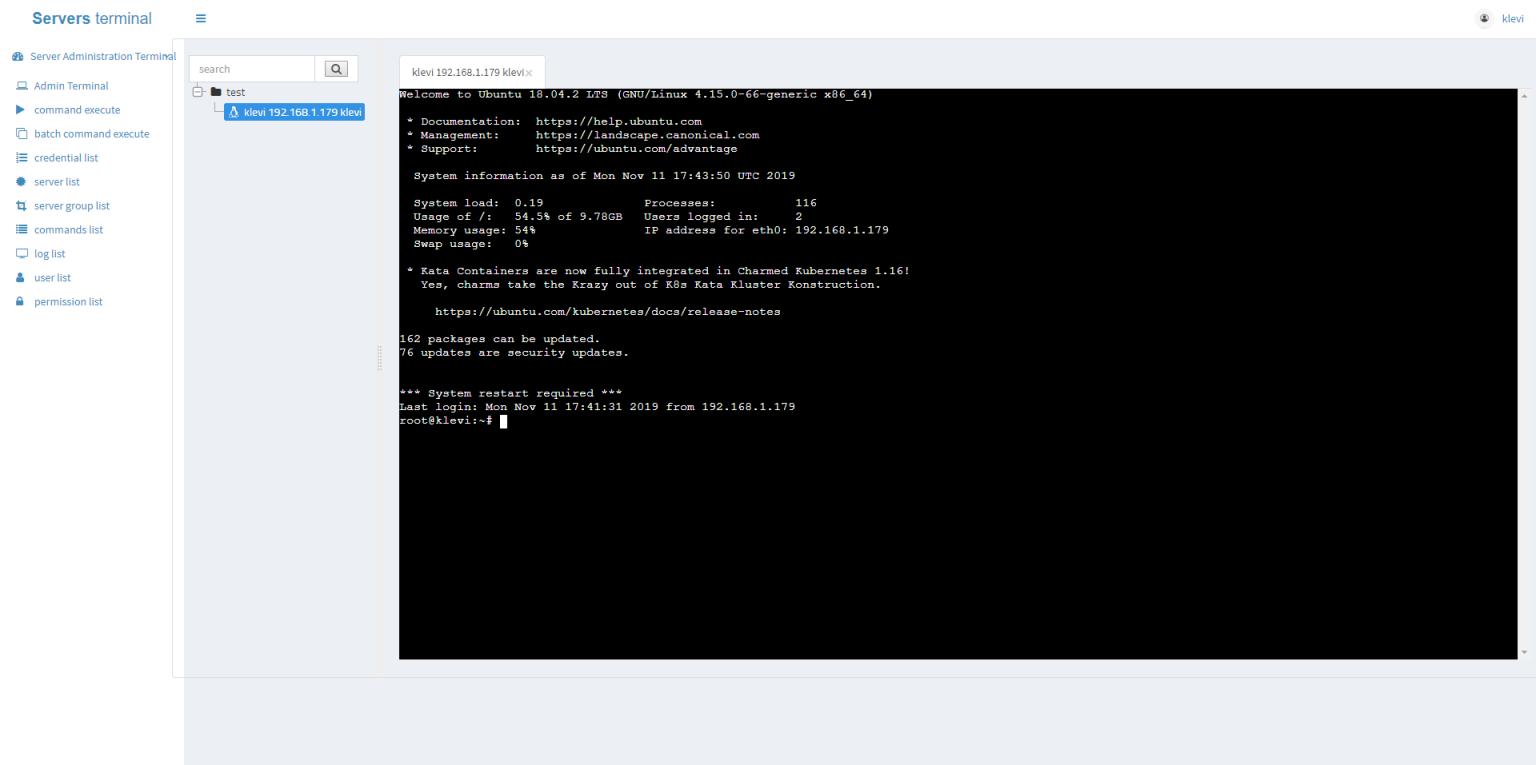 Servers terminal
klevi
Server Administration Terminal
Admin Terminal
command execute
batch command execute
credential list
server list
server group list
commands list
log list
user list
permission list
search
test
klevi 192.168.1.179 klevi
klevi 192.168.1.179 klevi×
Welcome to Ubuntu 18.04.2 LTS (GNU/Linux 4.15.0-66-generic x86_64)
* Documentation: https://help.ubuntu.com
* Management: https://landscape.canonical.com
* Support: https://ubuntu.com/advantage
System information as of Mon Nov 11 17:43:50 UTC 2019
System load: 0.19 Processes: 116
Usage of /: 54.5% of 9.78GB Users logged in: 2
Memory usage: 54% IP address for eth0: 192.168.1.179
Swap usage: 0%
* Kata Containers are now fully integrated in Charmed Kubernetes 1.16!
Yes, charms take the Krazy out of K8s Kata Kluster Konstruction.
https://ubuntu.com/kubernetes/docs/release-notes
162 packages can be updated.
76 updates are security updates.
*** System restart required ***
Last login: Mon Nov 11 17:41:31 2019 from 192.168.1.179
root@klevi:~#